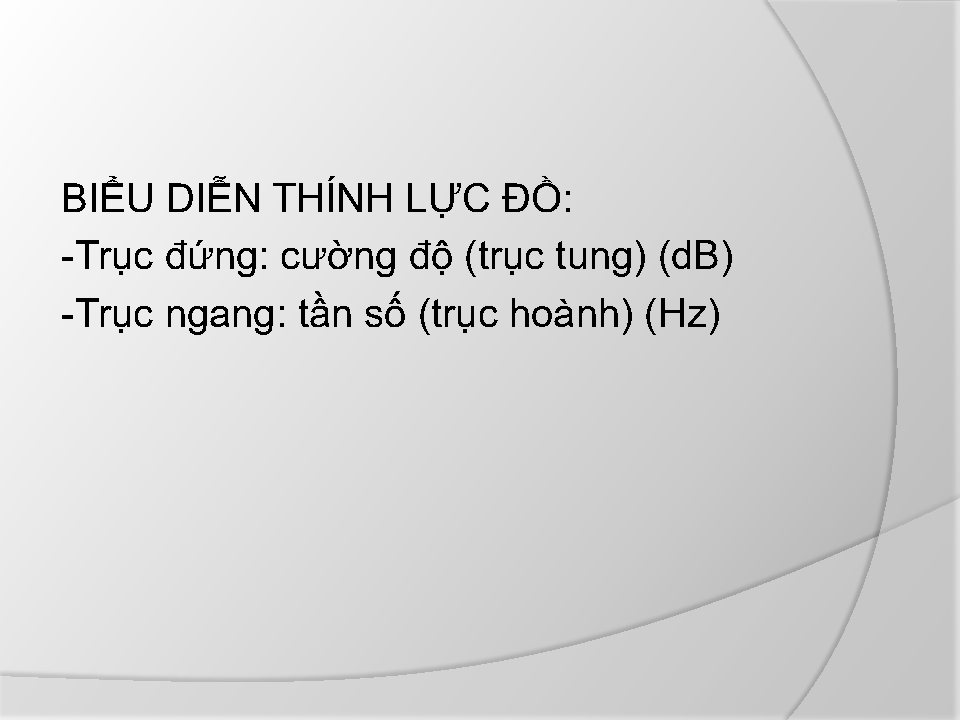 BIỂU DIỄN THÍNH LỰC ĐỒ:
-Trục đứng: cường độ (trục tung) (dB)
-Trục ngang: tần số (trục hoành) (Hz)